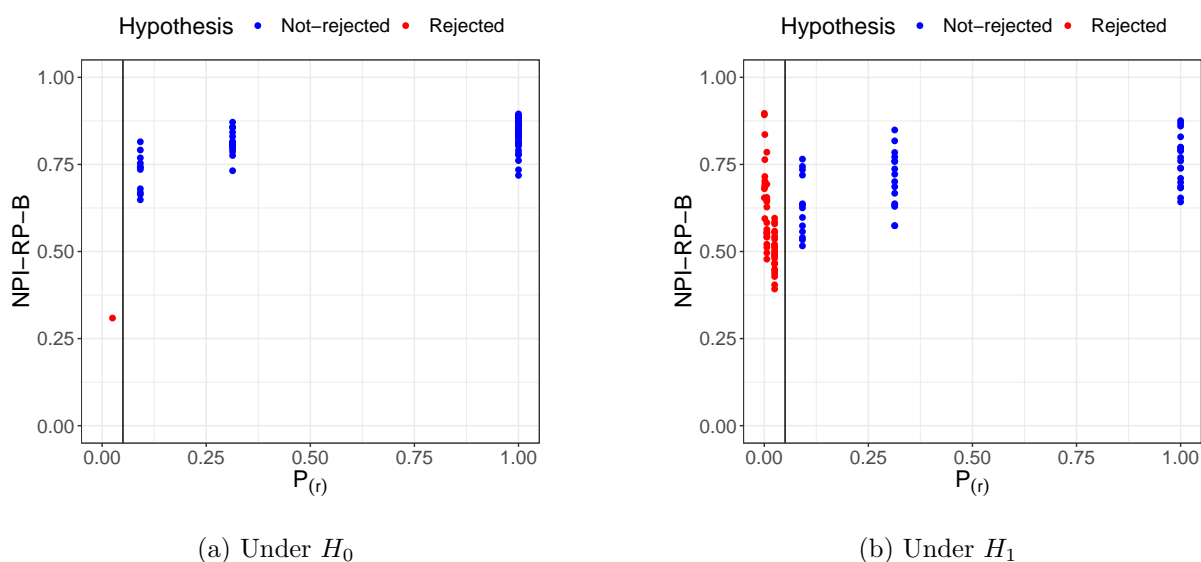 Hypothesis Not−rejected Rejected
1.00
0.75
0.50
0.25
0.00
NPI−RP−B
0.00 0.25 0.50 0.75 1.00
P(r)
(a) Under H0
Hypothesis Not−rejected Rejected
1.00
0.75
0.50
0.25
0.00
NPI−RP−B
0.00 0.25 0.50 0.75 1.00
P(r)
(b) Under H1